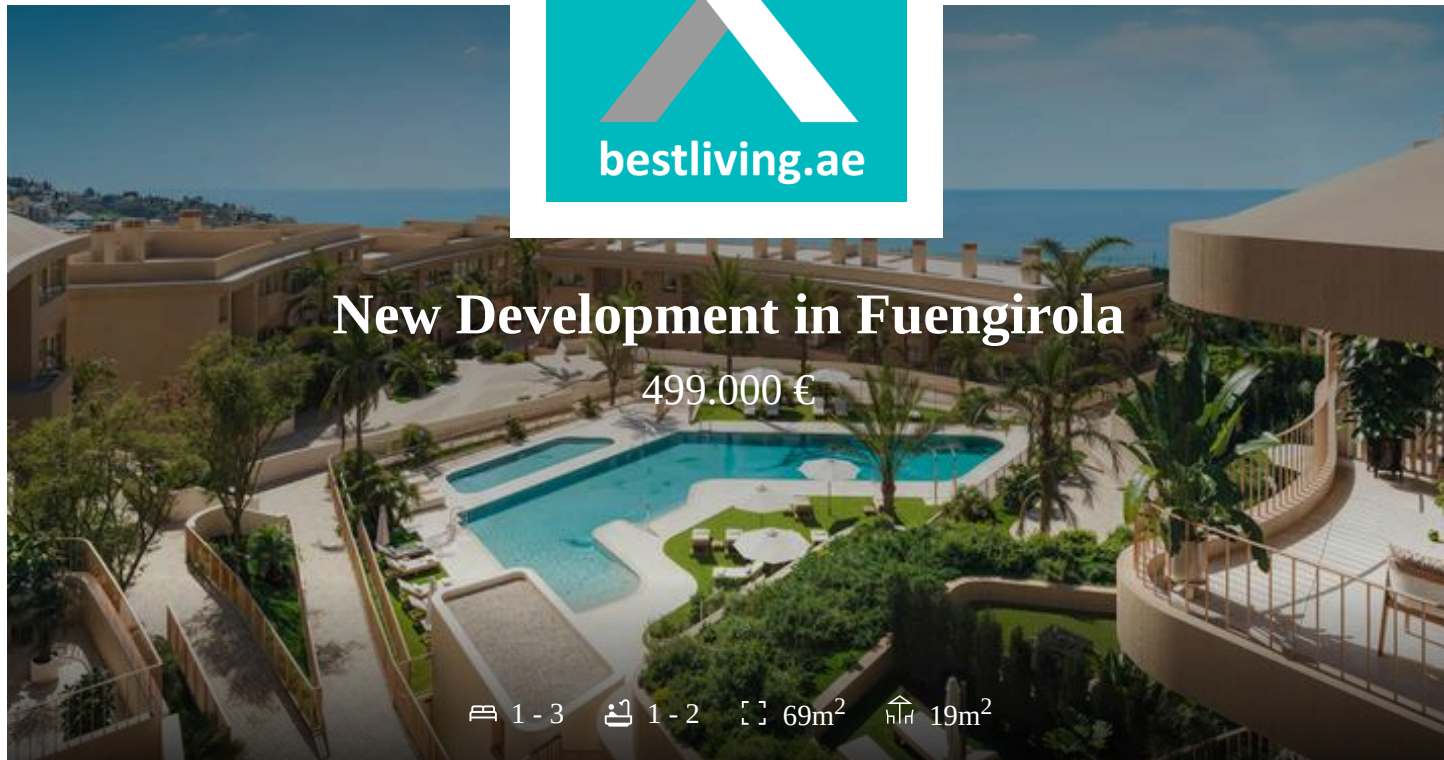 bestliving.ae
New Development in Fuengirola
499.000 €
1 - 3 1 - 2 69m² 19m²